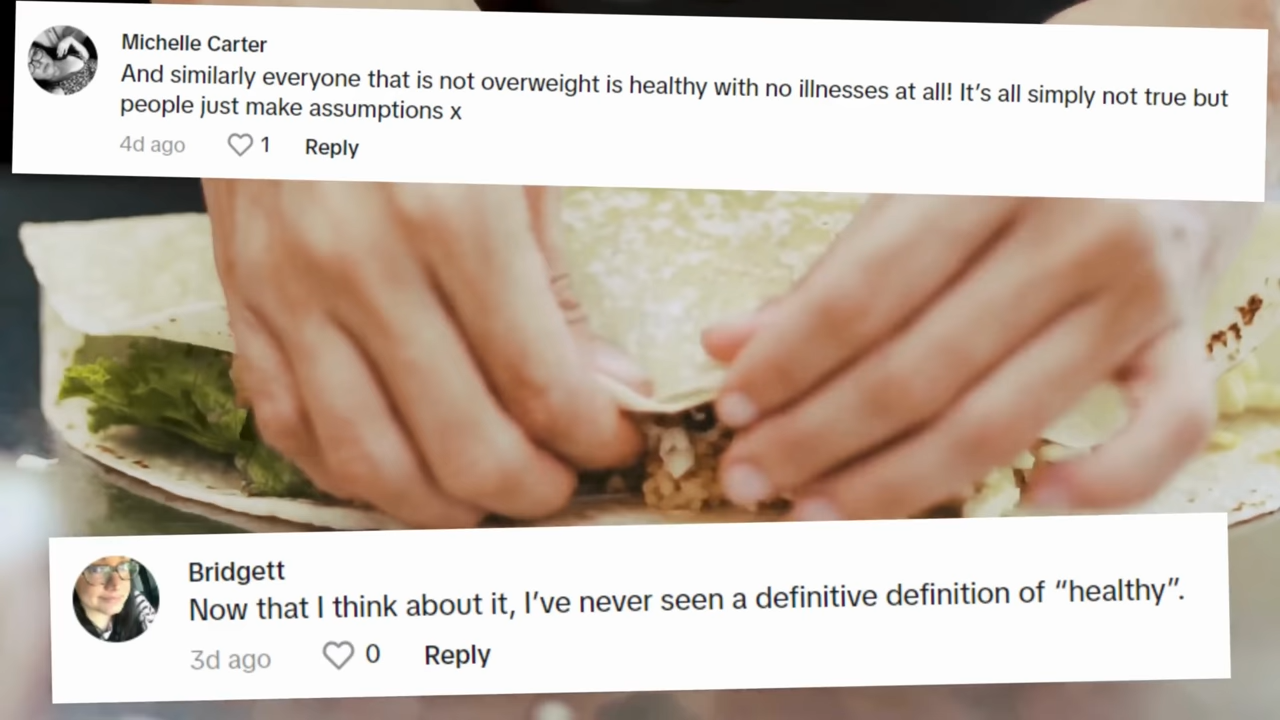 Michelle Carter
And similarly everyone that is not overweight is healthy with no illnesses at all! It’s all simply not true but
people just make assumptions x
4d ago 1 Reply
Bridgett
Now that I think about it, I’ve never seen a definitive definition of “healthy”.
3d ago 0 Reply